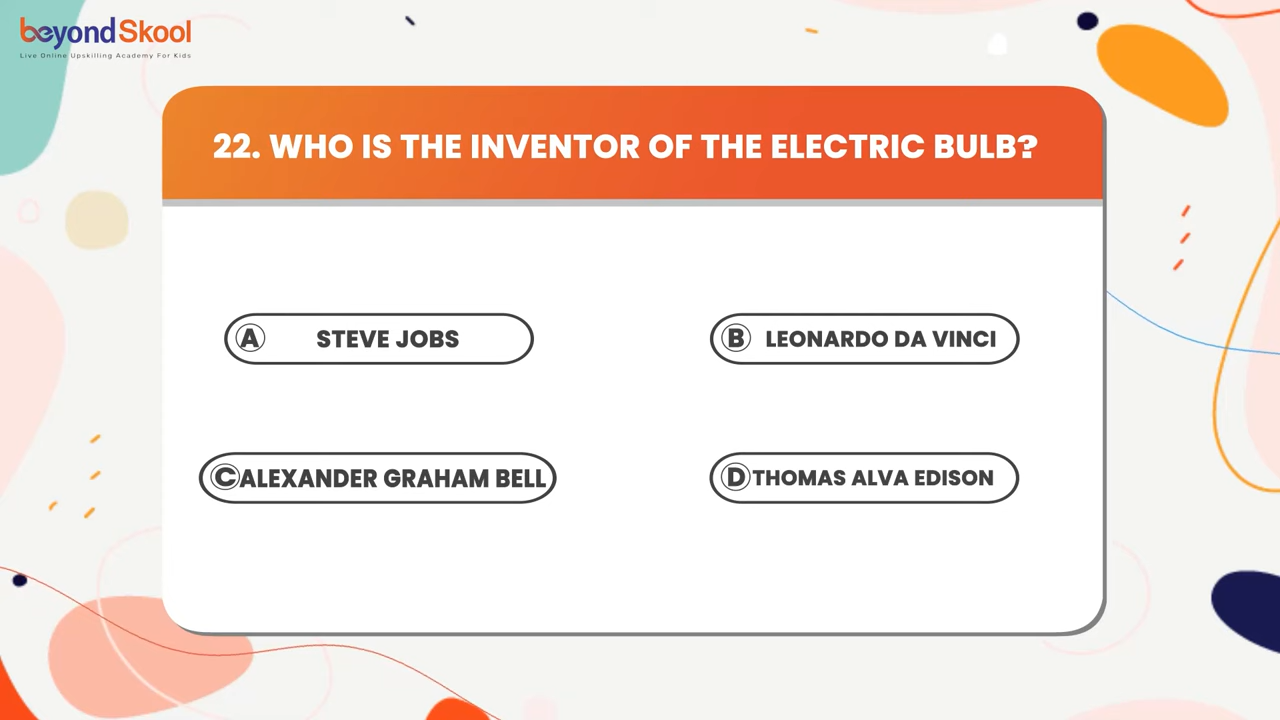 beyondSkool
Live Online Upskilling Academy For Kids
22. WHO IS THE INVENTOR OF THE ELECTRIC BULB?
A STEVE JOBS
B LEONARDO DA VINCI
C ALEXANDER GRAHAM BELL
D THOMAS ALVA EDISON